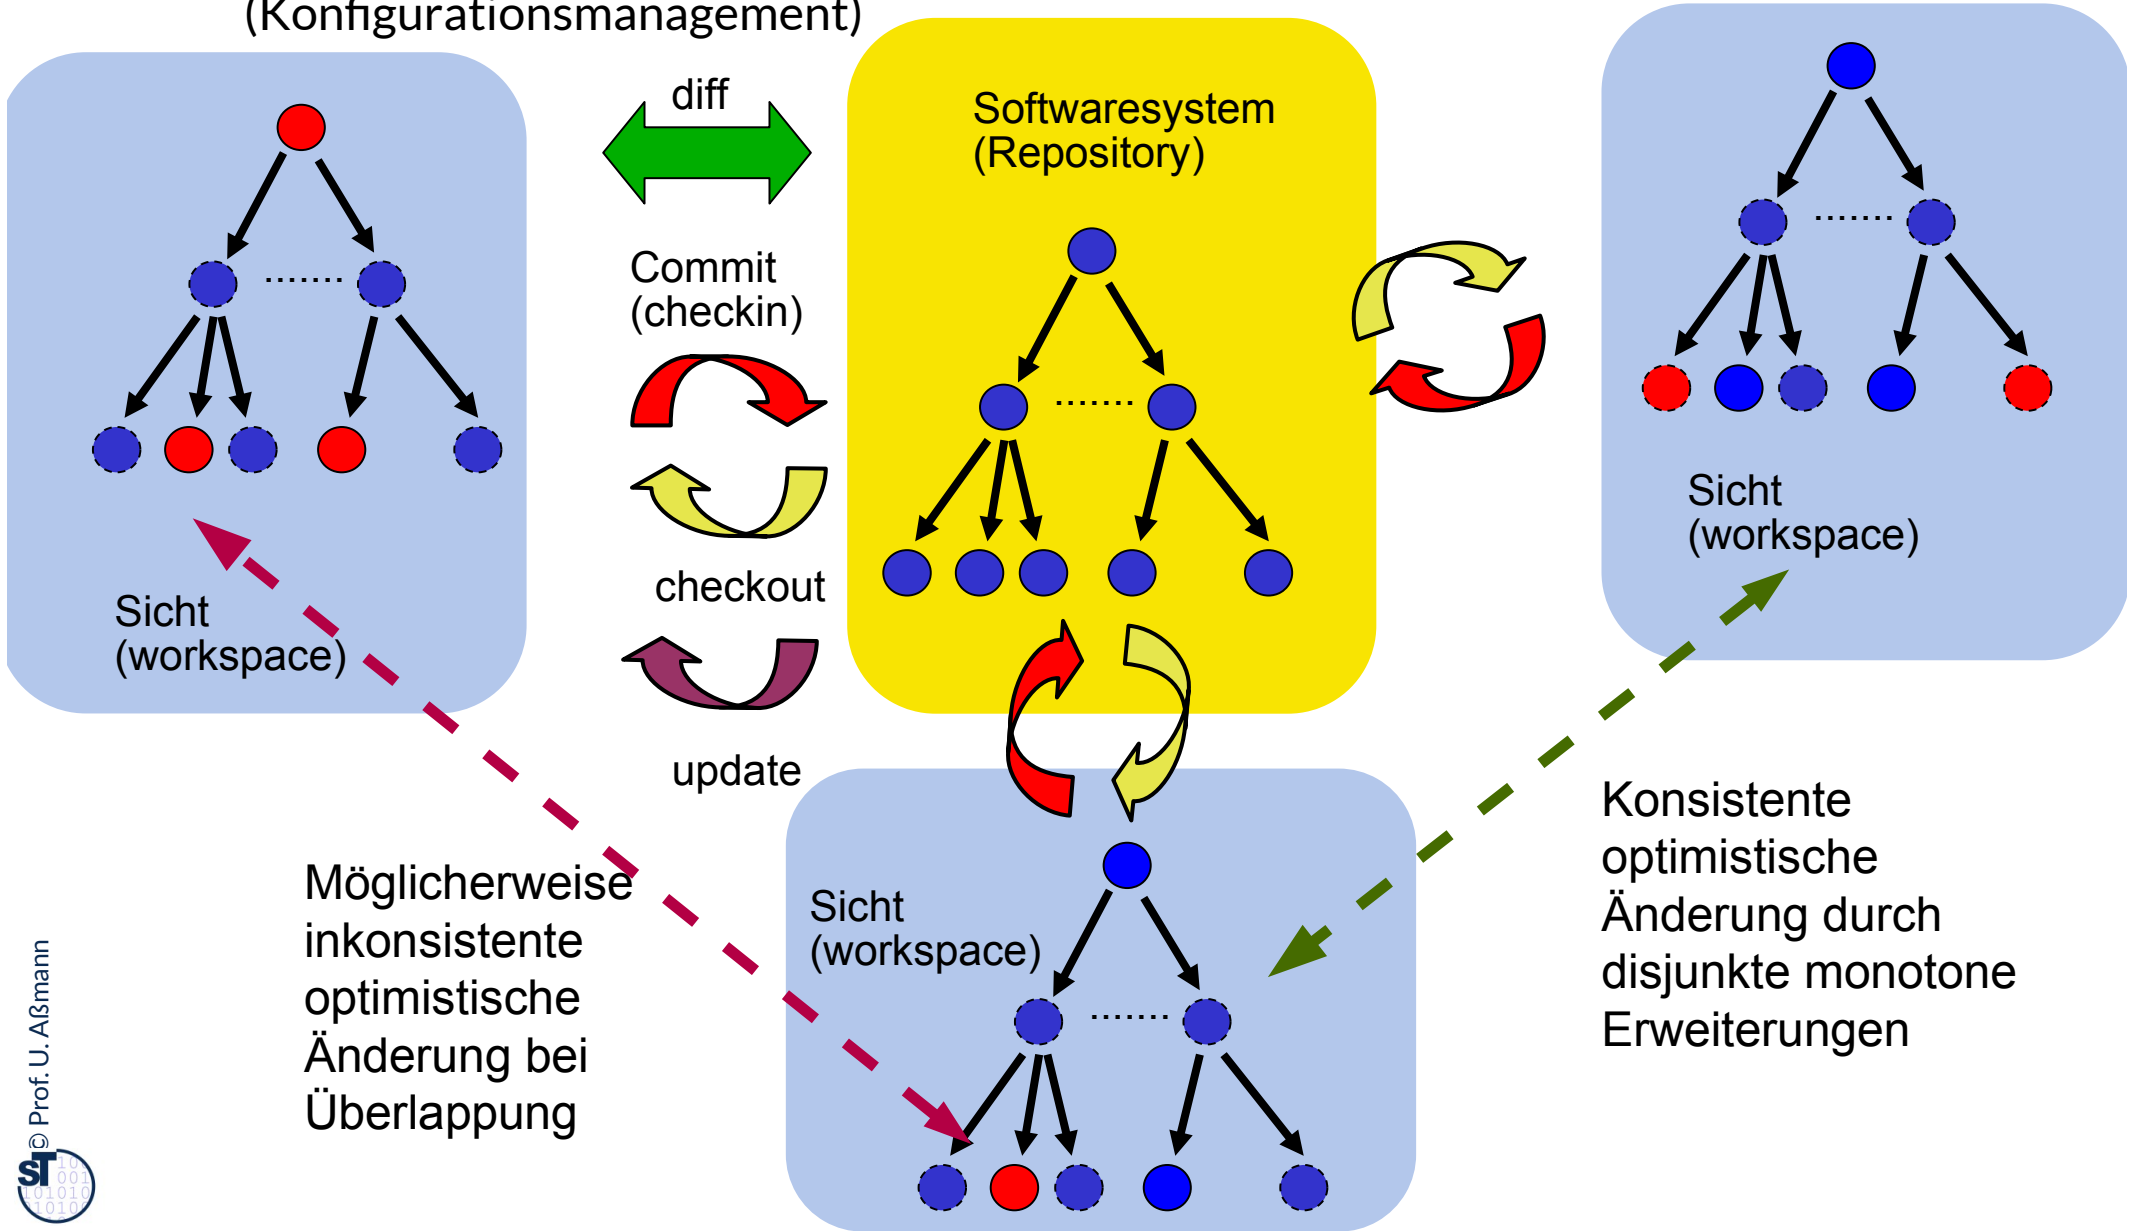 (Konfigurationsmanagement)
diff
Softwaresystem
(Repository)
Commit
(checkin)
checkout
update
Sicht
(workspace)
Sicht
(workspace)
Sicht
(workspace)
Möglicherweise
inkonsistente
optimistische
Änderung bei
Überlappung
Konsistente
optimistische
Änderung durch
disjunkte monotone
Erweiterungen
© Prof. U. Aßmann
ST